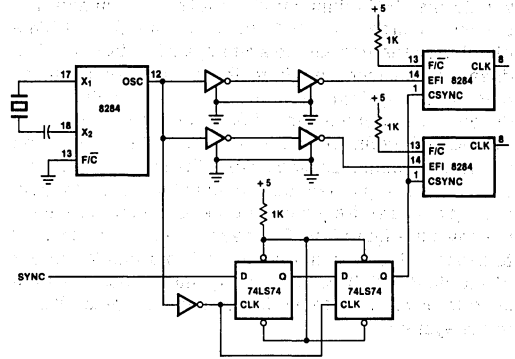 +5
1K
13 F/C̅ CLK 8
14 EFI 8284
1 CSYNC
17 X₁ OSC 12
8284
18 X₂
13 F/C̅
+5
1K
13 F/C̅ CLK 8
14 EFI 8284
1 CSYNC
+5
1K
SYNC
D Q
74LS74
CLK
D Q
74LS74
CLK